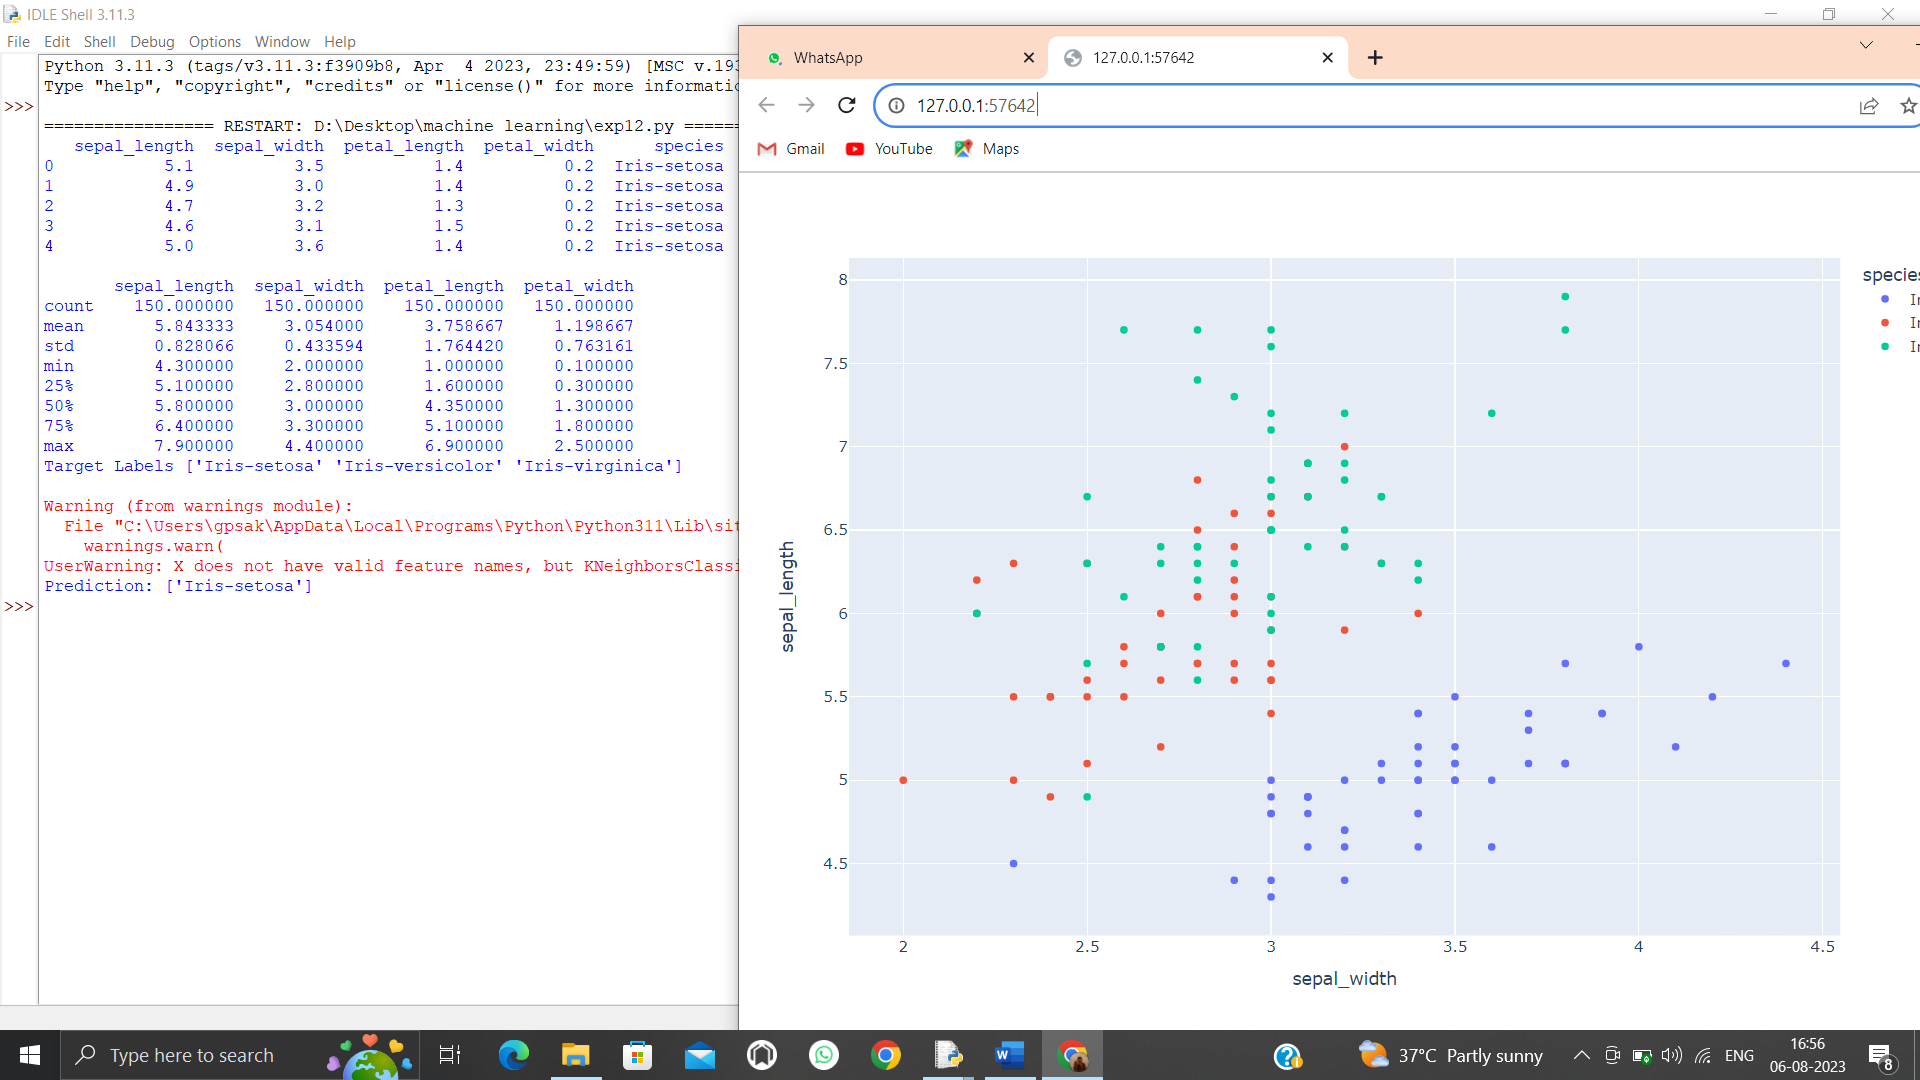 IDLE Shell 3.11.3
File Edit Shell Debug Options Window Help
Python 3.11.3 (tags/v3.11.3:f3909b8, Apr  4 2023, 23:49:59) [MSC v.193
Type "help", "copyright", "credits" or "license()" for more informatio
>>>
================= RESTART: D:\Desktop\machine learning\exp12.py ======
sepal_length sepal_width petal_length petal_width species
0 5.1 3.5 1.4 0.2 Iris-setosa
1 4.9 3.0 1.4 0.2 Iris-setosa
2 4.7 3.2 1.3 0.2 Iris-setosa
3 4.6 3.1 1.5 0.2 Iris-setosa
4 5.0 3.6 1.4 0.2 Iris-setosa
sepal_length sepal_width petal_length petal_width
count 150.000000 150.000000 150.000000 150.000000
mean 5.843333 3.054000 3.758667 1.198667
std 0.828066 0.433594 1.764420 0.763161
min 4.300000 2.000000 1.000000 0.100000
25% 5.100000 2.800000 1.600000 0.300000
50% 5.800000 3.000000 4.350000 1.300000
75% 6.400000 3.300000 5.100000 1.800000
max 7.900000 4.400000 6.900000 2.500000
Target Labels ['Iris-setosa' 'Iris-versicolor' 'Iris-virginica']
Warning (from warnings module):
File "C:\Users\gpsak\AppData\Local\Programs\Python\Python311\Lib\sit
warnings.warn(
UserWarning: X does not have valid feature names, but KNeighborsClassi
Prediction: ['Iris-setosa']
>>>
WhatsApp
127.0.0.1:57642
127.0.0.1:57642
Gmail YouTube Maps
species
8
7.5
7
6.5
6
5.5
5
4.5
sepal_length
2 2.5 3 3.5 4 4.5
sepal_width
Type here to search
37°C Partly sunny
ENG
16:56
06-08-2023
8